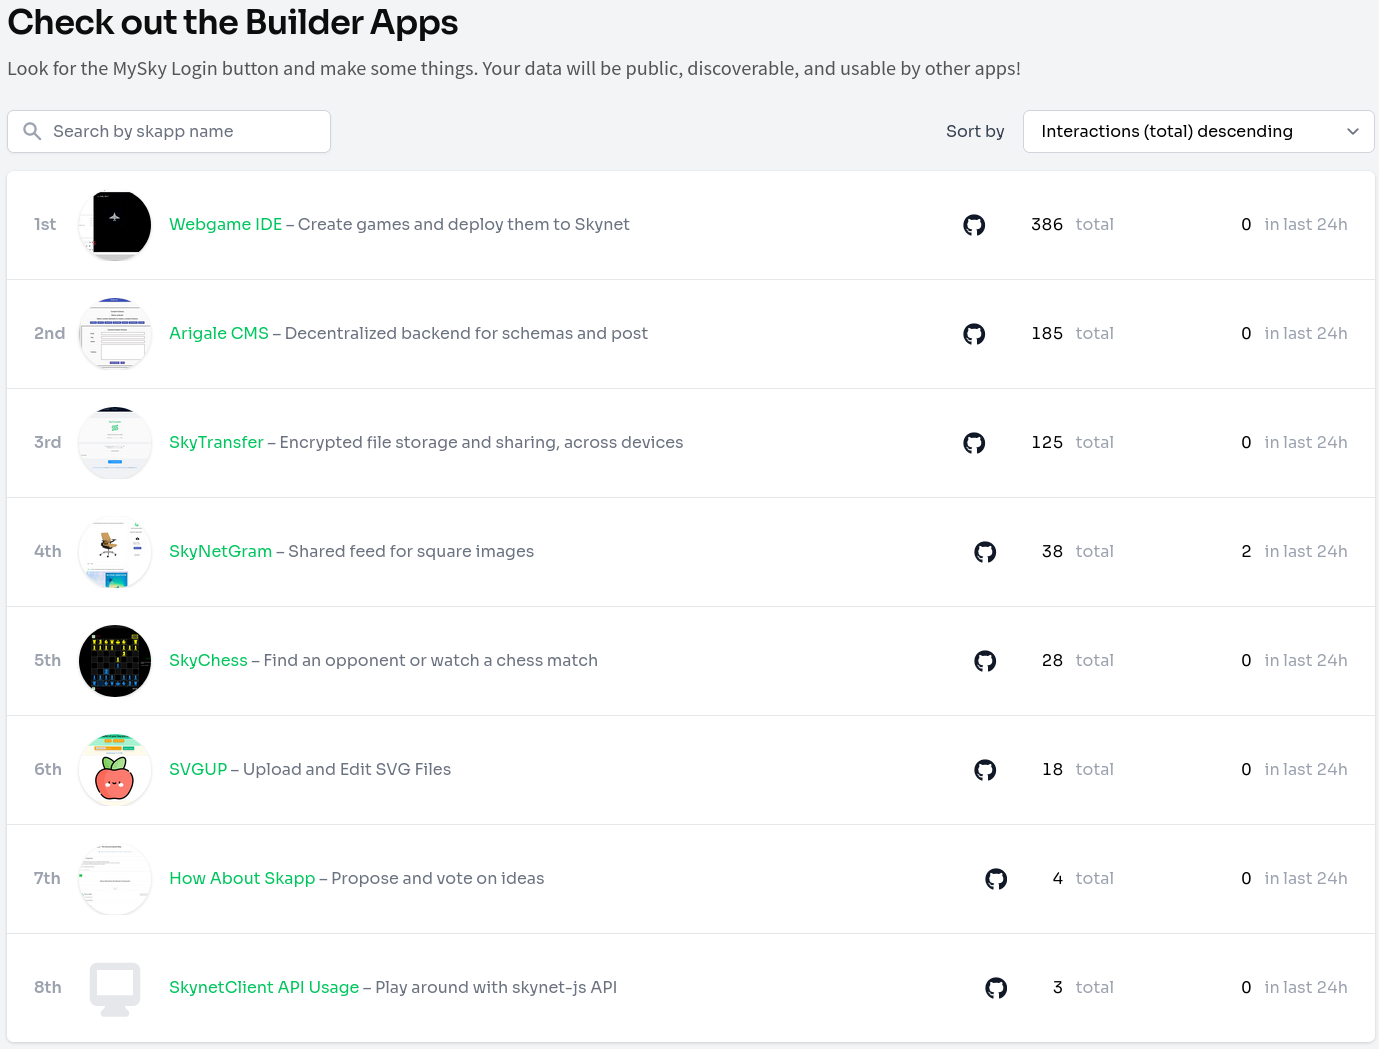 Check out the Builder Apps
Look for the MySky Login button and make some things. Your data will be public, discoverable, and usable by other apps!
Search by skapp name
Sort by Interactions (total) descending
1st Webgame IDE – Create games and deploy them to Skynet 386 total 0 in last 24h
2nd Arigale CMS – Decentralized backend for schemas and post 185 total 0 in last 24h
3rd SkyTransfer – Encrypted file storage and sharing, across devices 125 total 0 in last 24h
4th SkyNetGram – Shared feed for square images 38 total 2 in last 24h
5th SkyChess – Find an opponent or watch a chess match 28 total 0 in last 24h
6th SVGUP – Upload and Edit SVG Files 18 total 0 in last 24h
7th How About Skapp – Propose and vote on ideas 4 total 0 in last 24h
8th SkynetClient API Usage – Play around with skynet-js API 3 total 0 in last 24h